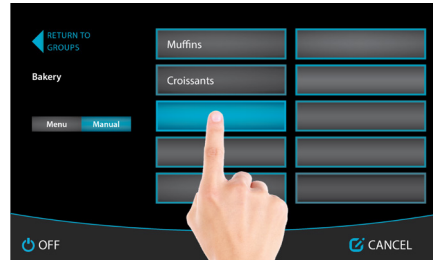 RETURN TO
GROUPS
Muffins
Bakery
Croissants
Menu
Manual
OFF
CANCEL